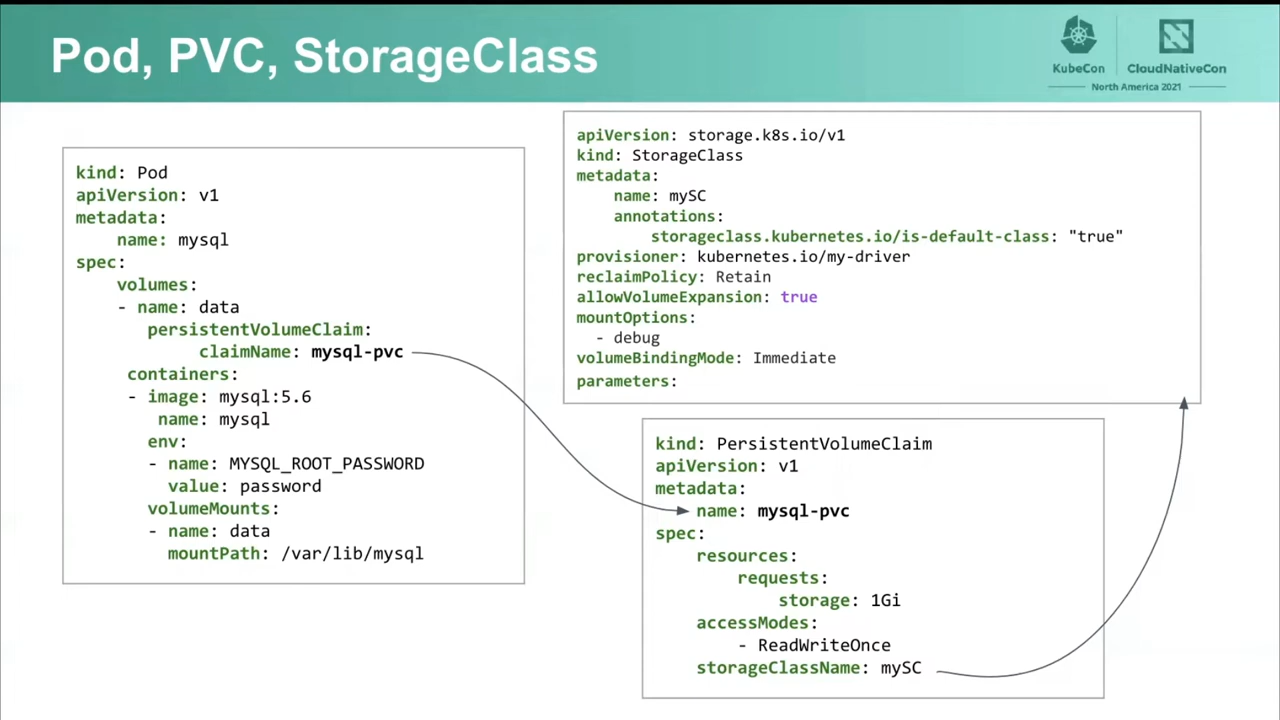 Pod, PVC, StorageClass
KubeCon
CloudNativeCon
North America 2021
kind: Pod
apiVersion: v1
metadata:
name: mysql
spec:
volumes:
- name: data
persistentVolumeClaim:
claimName: mysql-pvc
containers:
- image: mysql:5.6
name: mysql
env:
- name: MYSQL_ROOT_PASSWORD
value: password
volumeMounts:
- name: data
mountPath: /var/lib/mysql
apiVersion: storage.k8s.io/v1
kind: StorageClass
metadata:
name: mySC
annotations:
storageclass.kubernetes.io/is-default-class: "true"
provisioner: kubernetes.io/my-driver
reclaimPolicy: Retain
allowVolumeExpansion: true
mountOptions:
- debug
volumeBindingMode: Immediate
parameters:
kind: PersistentVolumeClaim
apiVersion: v1
metadata:
name: mysql-pvc
spec:
resources:
requests:
storage: 1Gi
accessModes:
- ReadWriteOnce
storageClassName: mySC